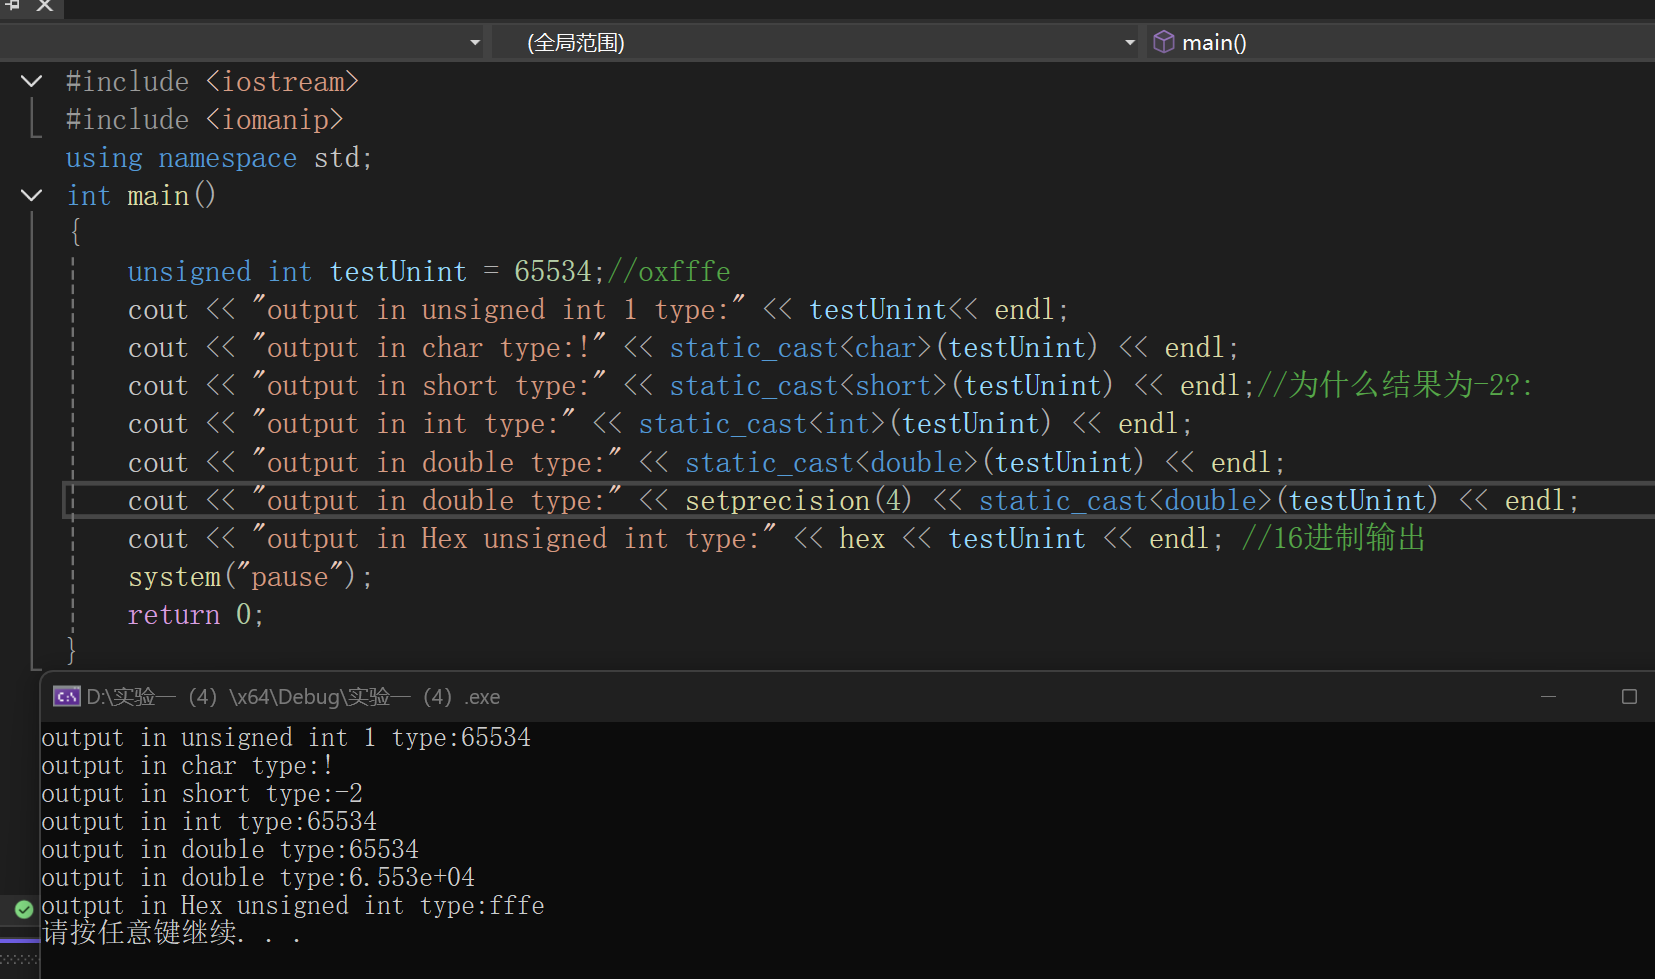 (全局范围) main()
#include <iostream>
#include <iomanip>
using namespace std;
int main()
{
unsigned int testUnint = 65534;//oxfffe
cout << "output in unsigned int 1 type:" << testUnint<< endl;
cout << "output in char type:!" << static_cast<char>(testUnint) << endl;
cout << "output in short type:" << static_cast<short>(testUnint) << endl;//为什么结果为-2?:
cout << "output in int type:" << static_cast<int>(testUnint) << endl;
cout << "output in double type:" << static_cast<double>(testUnint) << endl;
cout << "output in double type:" << setprecision(4) << static_cast<double>(testUnint) << endl;
cout << "output in Hex unsigned int type:" << hex << testUnint << endl; //16进制输出
system("pause");
return 0;
}
D:\实验一（4）\x64\Debug\实验一（4）.exe
output in unsigned int 1 type:65534
output in char type:!
output in short type:-2
output in int type:65534
output in double type:65534
output in double type:6.553e+04
output in Hex unsigned int type:fffe
请按任意键继续. . .